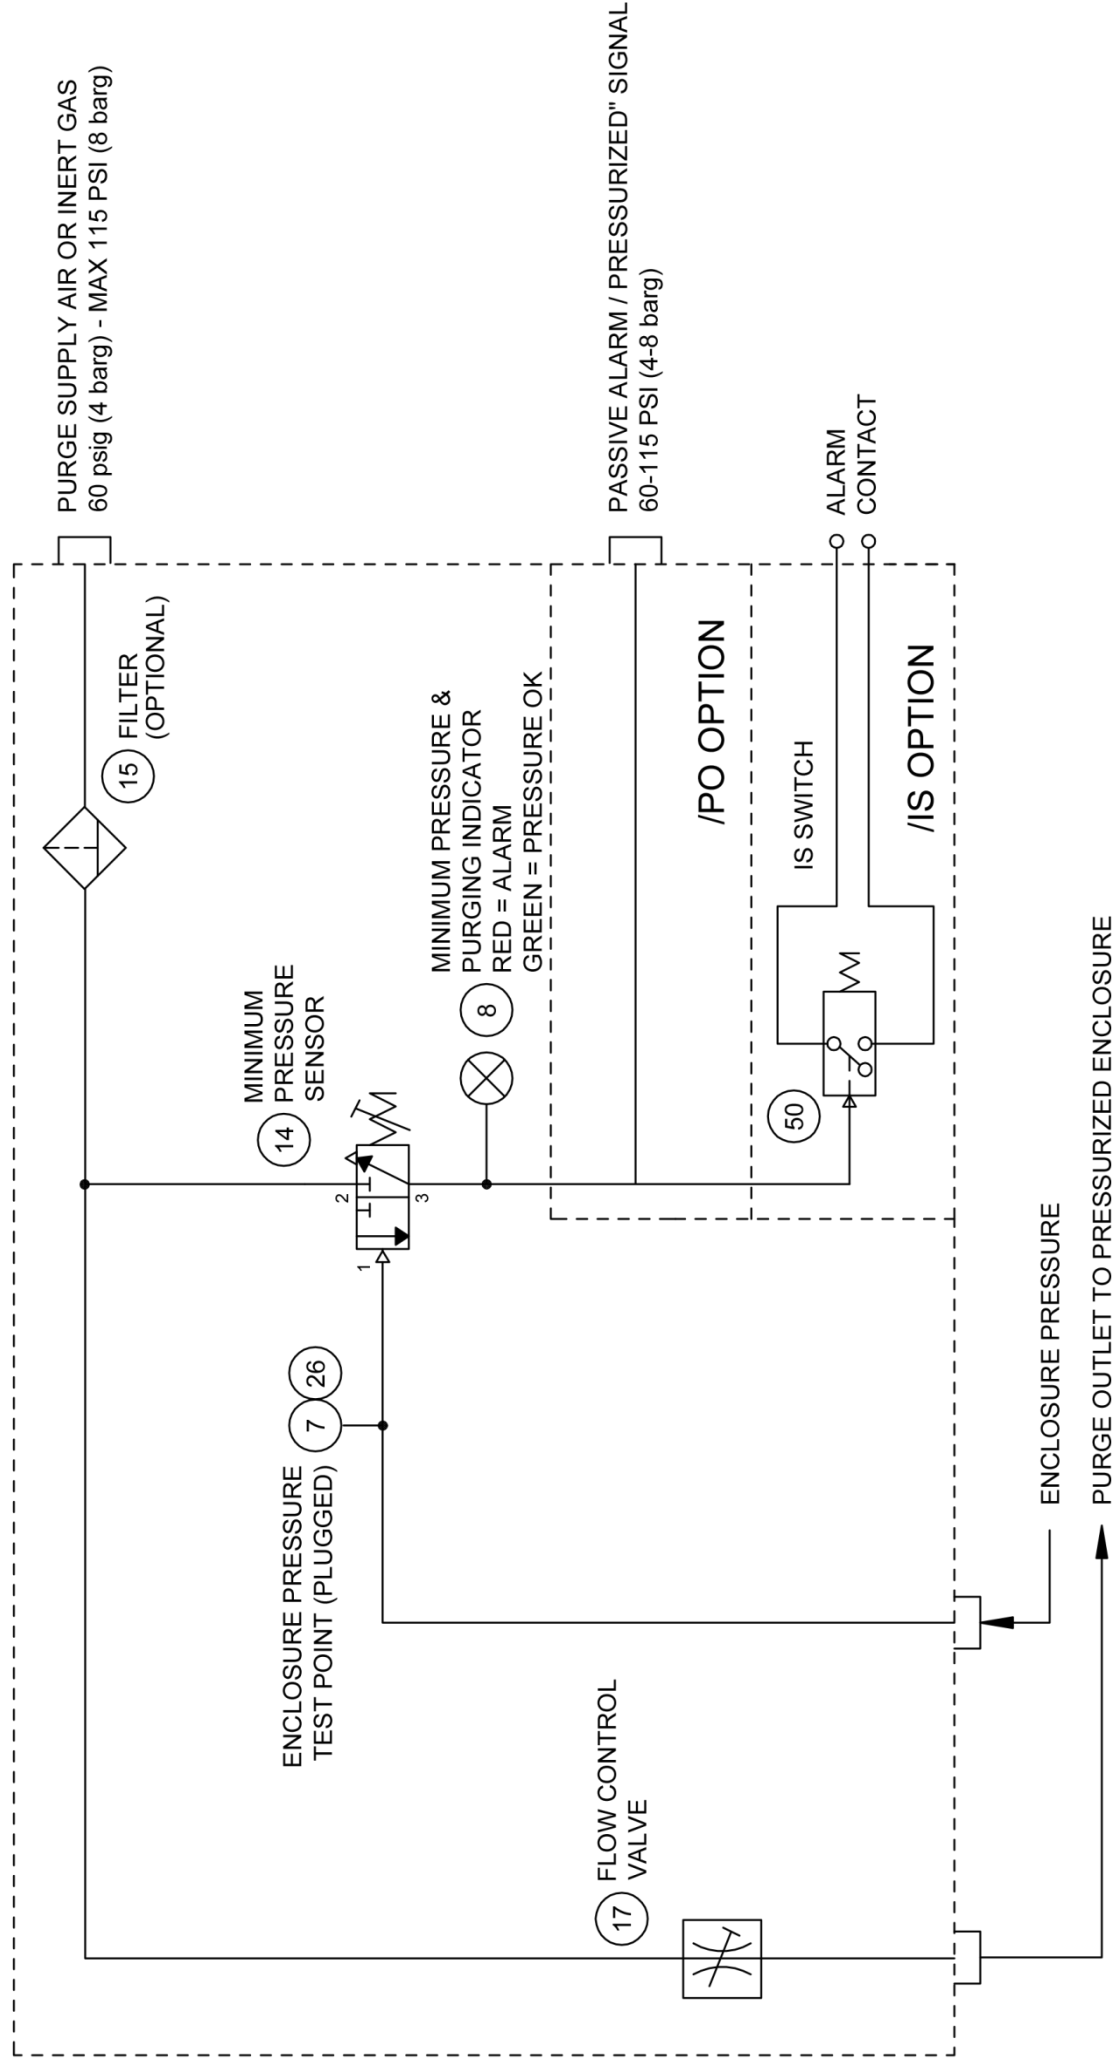 PURGE SUPPLY AIR OR INERT GAS
60 psig (4 barg) - MAX 115 PSI (8 barg)
15
FILTER
(OPTIONAL)
MINIMUM
PRESSURE
SENSOR
14
2
3
1
MINIMUM PRESSURE &
PURGING INDICATOR
RED = ALARM
GREEN = PRESSURE OK
8
ENCLOSURE PRESSURE
TEST POINT (PLUGGED)
7
26
PASSIVE ALARM / PRESSURIZED" SIGNAL
60-115 PSI (4-8 barg)
/PO OPTION
IS SWITCH
50
ALARM
CONTACT
/IS OPTION
17
FLOW CONTROL
VALVE
ENCLOSURE PRESSURE
PURGE OUTLET TO PRESSURIZED ENCLOSURE